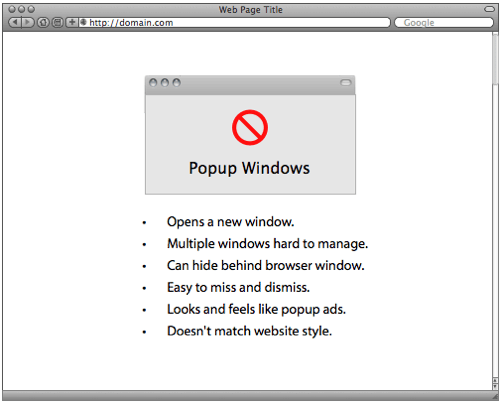 Web Page Title
http://domain.com
Google
Popup Windows
• Opens a new window.
• Multiple windows hard to manage.
• Can hide behind browser window.
• Easy to miss and dismiss.
• Looks and feels like popup ads.
• Doesn't match website style.